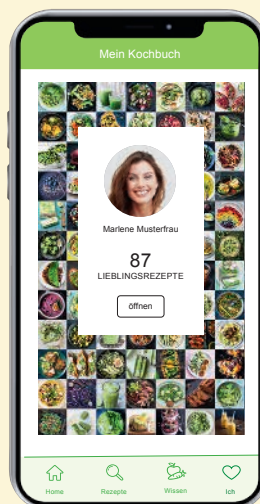 Mein Kochbuch
Marlene Musterfrau
87
LIEBLINGSREZEPTE
öffnen
Home
Rezepte
Wissen
Ich